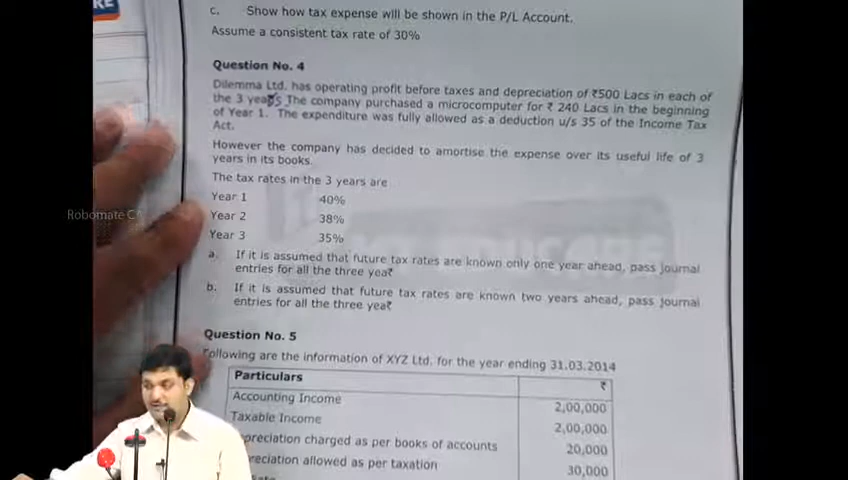 KE
c. Show how tax expense will be shown in the P/L Account.
Assume a consistent tax rate of 30%
Question No. 4
Dilemma Ltd. has operating profit before taxes and depreciation of ₹500 Lacs in each of
the 3 years The company purchased a microcomputer for ₹ 240 Lacs in the beginning
of Year 1. The expenditure was fully allowed as a deduction u/s 35 of the Income Tax
Act.
However the company has decided to amortise the expense over its useful life of 3
years in its books.
The tax rates in the 3 years are
Year 1 40%
Year 2 38%
Year 3 35%
a. If it is assumed that future tax rates are known only one year ahead, pass journal
entries for all the three yea₹
b. If it is assumed that future tax rates are known two years ahead, pass journal
entries for all the three yea₹
Question No. 5
Following are the information of XYZ Ltd. for the year ending 31.03.2014
Particulars ₹
Accounting Income 2,00,000
Taxable Income 2,00,000
preciation charged as per books of accounts 20,000
preciation allowed as per taxation 30,000
Robomate CA
EDUCARE